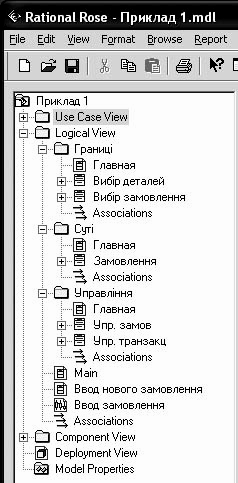 Rational Rose - Приклад 1.mdl
File Edit View Format Browse Report
Приклад 1
Use Case View
Logical View
Границі
Главная
Вибір деталей
Вибір замовлення
Associations
Суті
Главная
Замовлення
Associations
Управління
Главная
Упр. замов
Упр. транзакц
Associations
Main
Ввод нового замовлення
Ввод замовлення
Associations
Component View
Deployment View
Model Properties